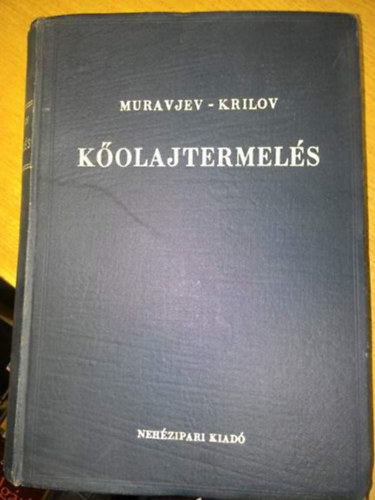 MURAVJEV - KRILOV
KŐOLAJTERMELÉS
NEHÉZIPARI KIADÓ